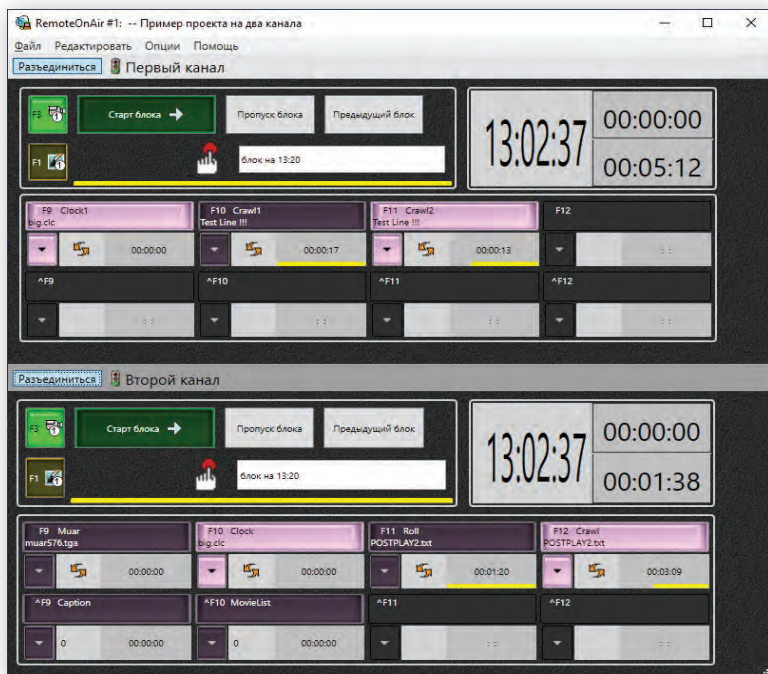 RemoteOnAir #1: -- Пример проекта на два канала
Файл Редактировать Опции Помощь
Разъединиться Первый канал
F3 1 Старт блока Пропуск блока Предыдущий блок
13:02:37 00:00:00
00:05:12
F1 1 блок на 13:20
F9 Clock1 F10 Crawl1 F11 Crawl2 F12
big.clc Test Line !!! Test Line !!!
00:00:00 00:00:17 00:00:13 : :
^F9 ^F10 ^F11 ^F12
: : : : : : : :
Разъединиться Второй канал
F3 1 Старт блока Пропуск блока Предыдущий блок
13:02:37 00:00:00
00:01:38
F1 1 блок на 13:20
F9 Muar F10 Clock F11 Roll F12 Crawl
muar576.tga big.clc POSTPLAY2.txt POSTPLAY2.txt
00:00:00 00:00:00 00:01:20 00:03:09
^F9 Caption ^F10 MovieList ^F11 ^F12
0 00:00:00 0 00:00:00 : : : :